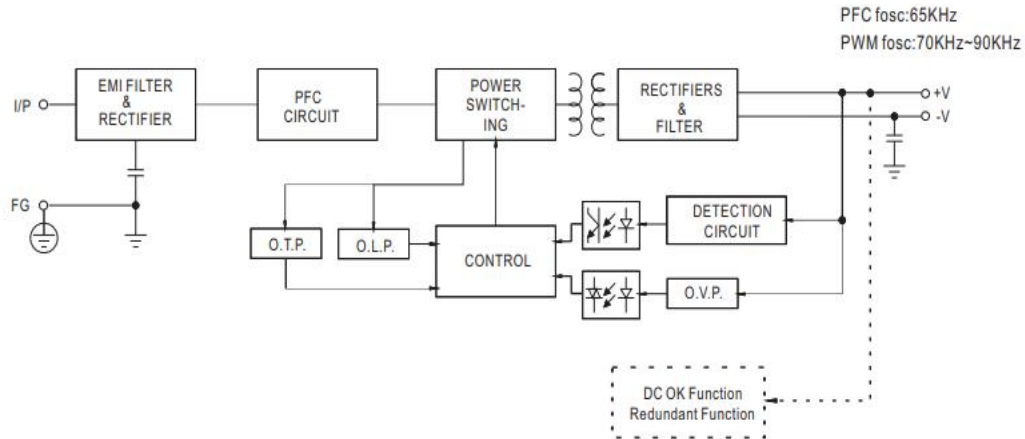 PFC fosc:65KHz
PWM fosc:70KHz~90KHz
I/P
EMI FILTER
&
RECTIFIER
PFC
CIRCUIT
POWER
SWITCH-
ING
RECTIFIERS
&
FILTER
+V
-V
FG
O.T.P.
O.L.P.
CONTROL
DETECTION
CIRCUIT
O.V.P.
DC OK Function
Redundant Function